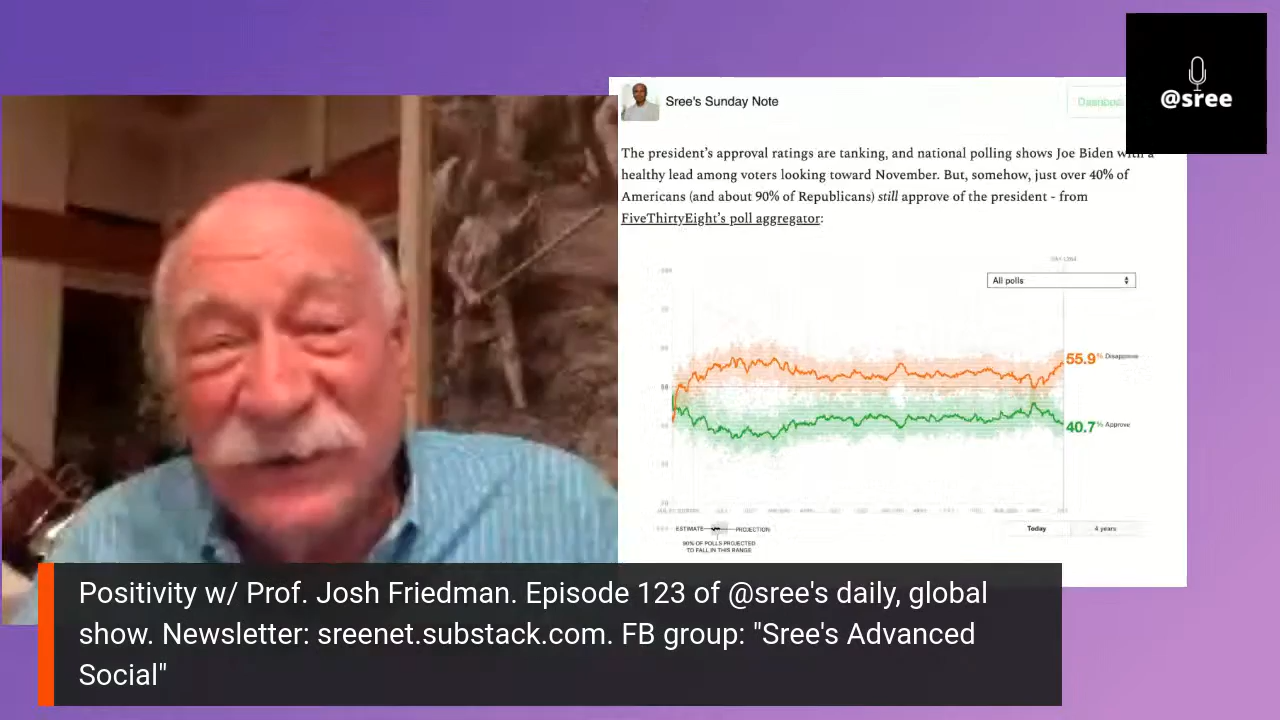 @sree
Sree's Sunday Note
The president's approval ratings are tanking, and national polling shows Joe Biden with a
healthy lead among voters looking toward November. But, somehow, just over 40% of
Americans (and about 90% of Republicans) still approve of the president - from
FiveThirtyEight's poll aggregator:
All polls
55.9% Disapprove
50
40.7% Approve
ESTIMATE
PROJECTION
90% OF POLLS PROJECTED
TO FALL IN THIS RANGE
Today
4 years
Positivity w/ Prof. Josh Friedman. Episode 123 of @sree's daily, global
show. Newsletter: sreenet.substack.com. FB group: "Sree's Advanced
Social"